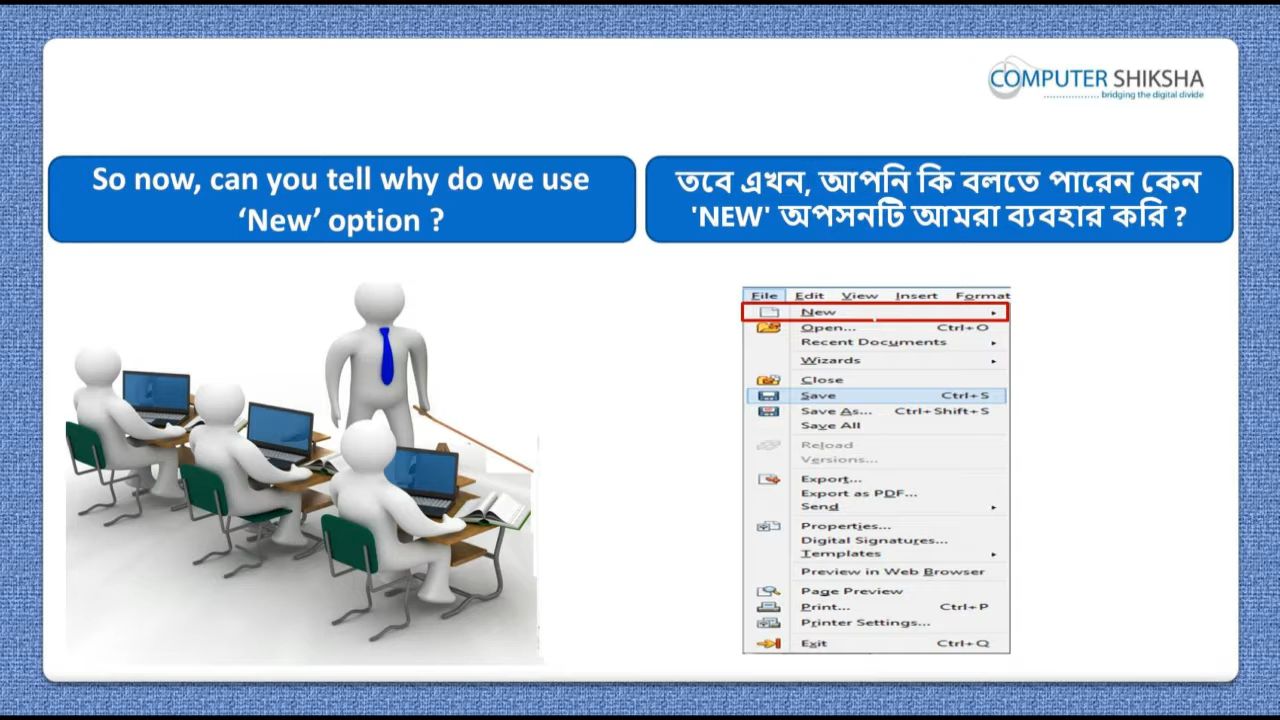 COMPUTER SHIKSHA
bridging the digital divide
So now, can you tell why do we use
‘New’ option ?
তবে এখন, আপনি কি বলতে পারেন কেন
'NEW' অপসনটি আমরা ব্যবহার করি ?
File Edit View Insert Format
New
Open... Ctrl+O
Recent Documents
Wizards
Close
Save Ctrl+S
Save As... Ctrl+Shift+S
Save All
Reload
Versions...
Export...
Export as PDF...
Send
Properties...
Digital Signatures...
Templates
Preview in Web Browser
Page Preview
Print... Ctrl+P
Printer Settings...
Exit Ctrl+Q